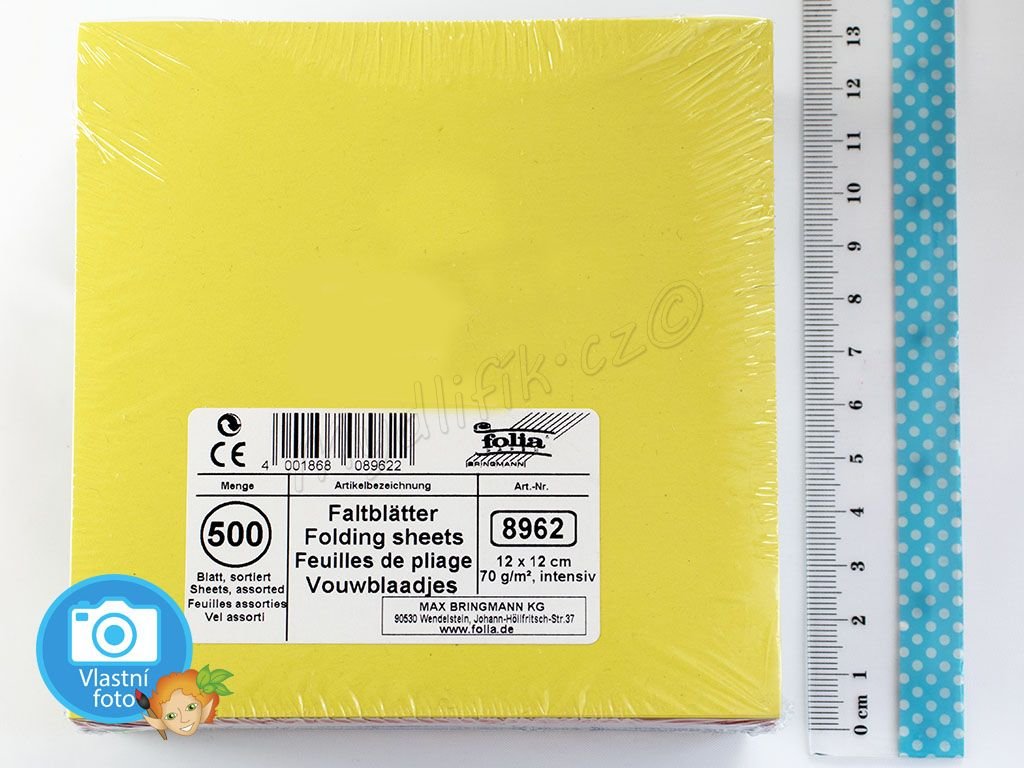 13
12
11
10
9
8
7
6
5
4
3
2
1
0 cm
dlifík.cz©
CE
4 001868 089622
folia
PAPER
BRINGMANN
Menge
Artikelbezeichnung
Art.-Nr.
500
Blatt, sortiert
Sheets, assorted
Feuilles assorties
Vel assorti
Faltblätter
Folding sheets
Feuilles de pliage
Vouwblaadjes
8962
12 x 12 cm
70 g/m², intensiv
MAX BRINGMANN KG
90530 Wendelstein, Johann-Höllfritsch-Str.37
www.folia.de
Vlastní
foto